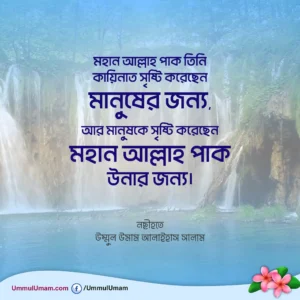 মহান আল্লাহ পাক তিনি
কায়িনাত সৃষ্টি করেছেন
মানুষের জন্য,
আর মানুষকে সৃষ্টি করেছেন
মহান আল্লাহ পাক
উনার জন্য।
নছীহতে
উম্মুল উমাম আলাইহাস সালাম
UmmulUmam.com / UmmulUmam